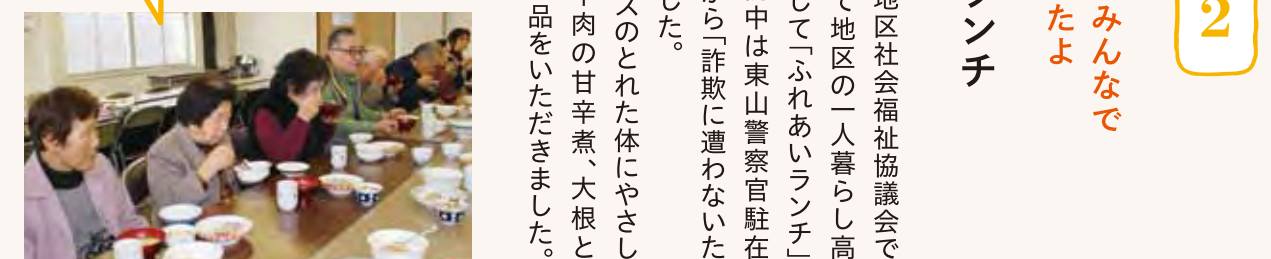 2
みんなで
たよ
ンチ
地区社会福祉協議会で
て地区の一人暮らし高
して「ふれあいランチ」
中は東山警察官駐在
から「詐欺に遭わないた
した。
スのとれた体にやさし
肉の甘辛煮、大根と
品をいただきました。